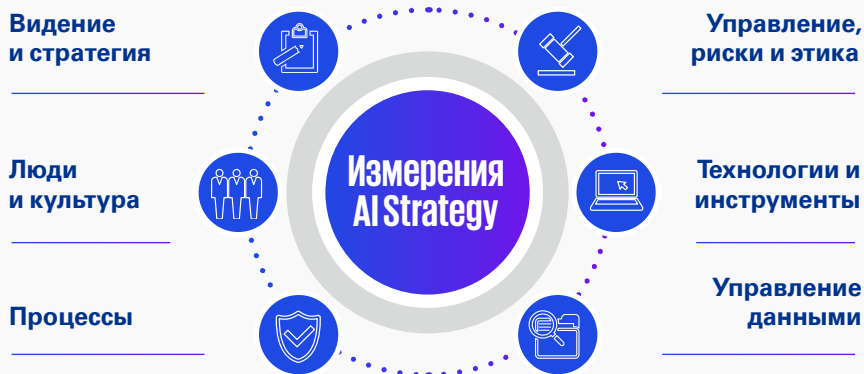 Видение
и стратегия
Управление,
риски и этика
Люди
и культура
Измерения
AI Strategy
Технологии и
инструменты
Процессы
Управление
данными